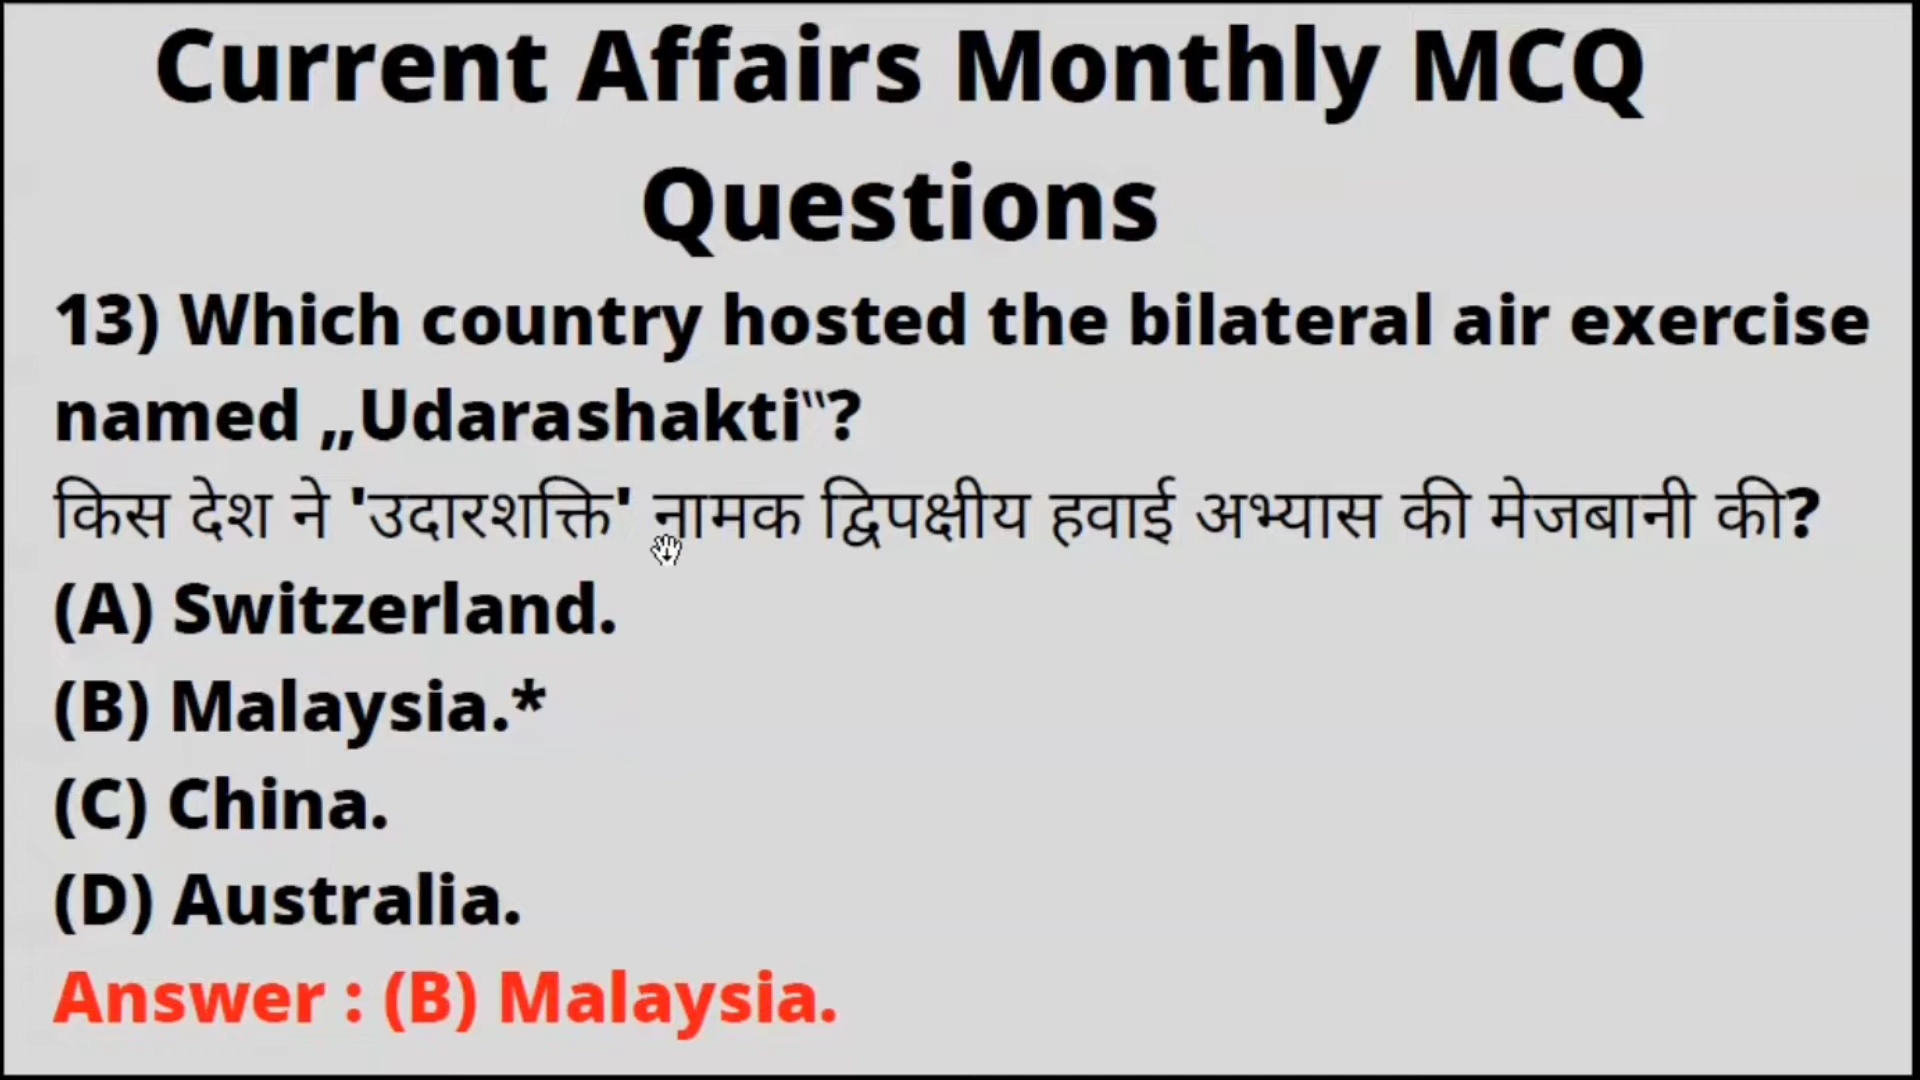 Current Affairs Monthly MCQ
Questions
13) Which country hosted the bilateral air exercise
named „Udarashakti‟?
किस देश ने 'उदारशक्ति' नामक द्विपक्षीय हवाई अभ्यास की मेजबानी की?
(A) Switzerland.
(B) Malaysia.*
(C) China.
(D) Australia.
Answer : (B) Malaysia.